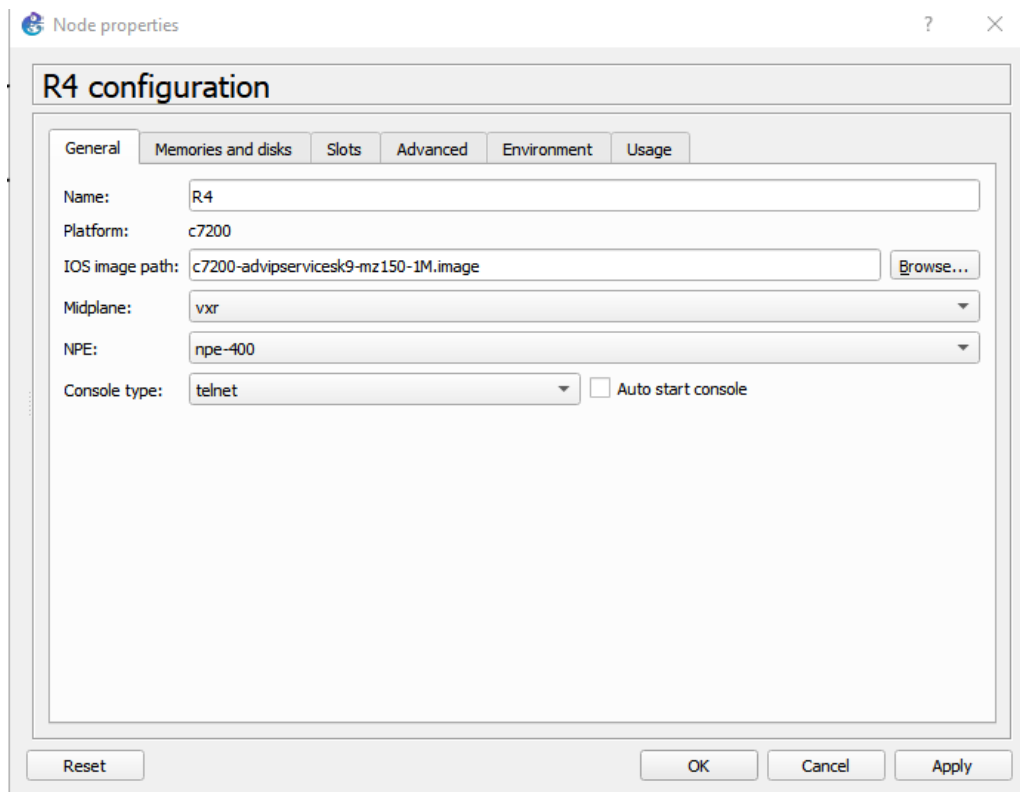 Node properties
R4 configuration
General Memories and disks Slots Advanced Environment Usage
Name: R4
Platform: c7200
IOS image path: c7200-advipservicesk9-mz150-1M.image Browse...
Midplane: vxr
NPE: npe-400
Console type: telnet Auto start console
Reset OK Cancel Apply